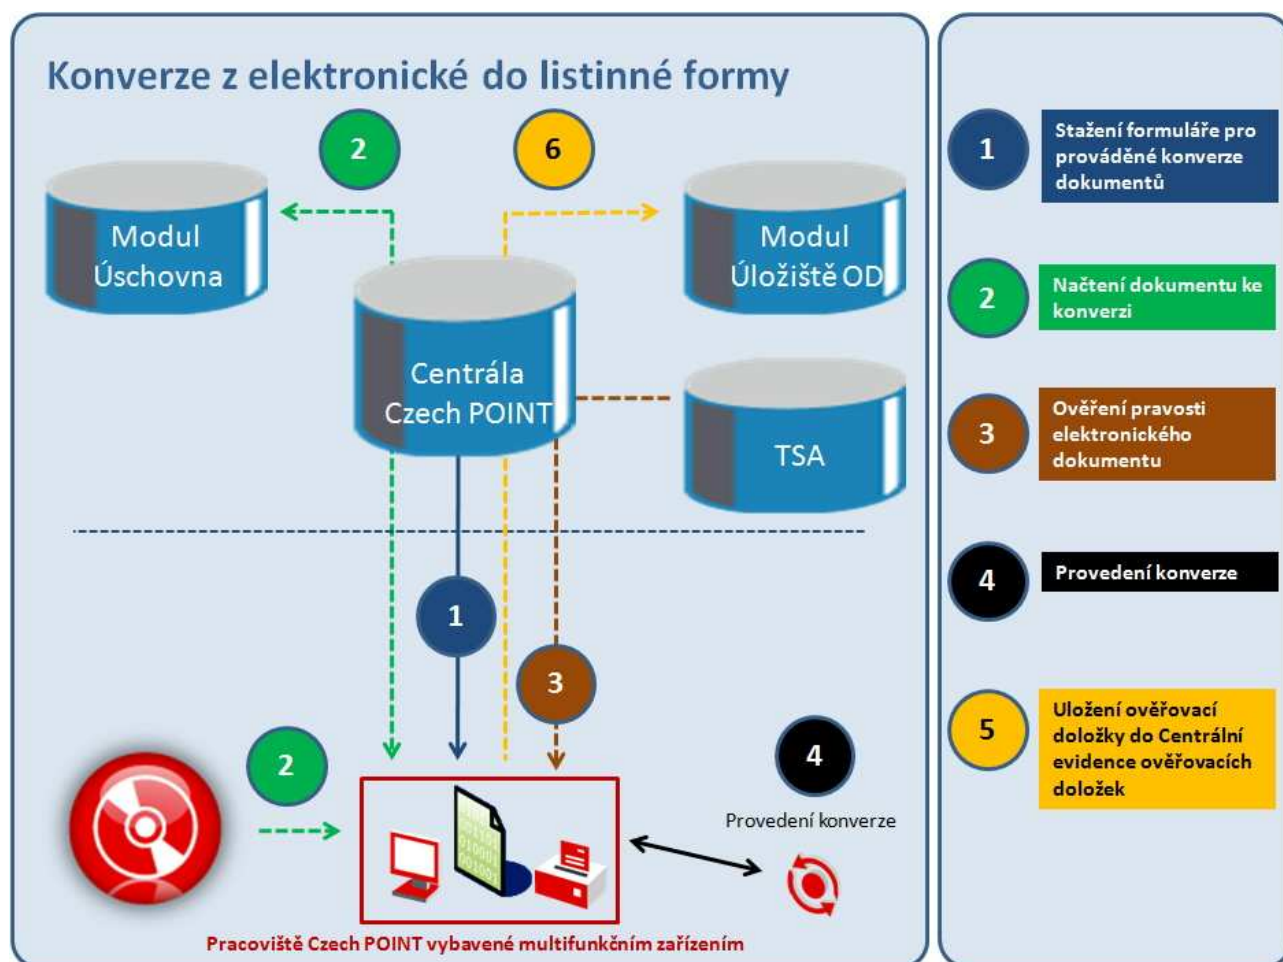 Konverze z elektronické do listinné formy
2
6
Modul
Úschovna
Modul
Úložiště OD
Centrála
Czech POINT
TSA
1
3
2
4
Provedení konverze
Pracoviště Czech POINT vybavené multifunkčním zařízením
1
Stažení formuláře pro
prováděné konverze
dokumentů
2
Načtení dokumentu ke
konverzi
3
Ověření pravosti
elektronického
dokumentu
4
Provedení konverze
5
Uložení ověřovací
doložky do Centrální
evidence ověřovacích
doložek